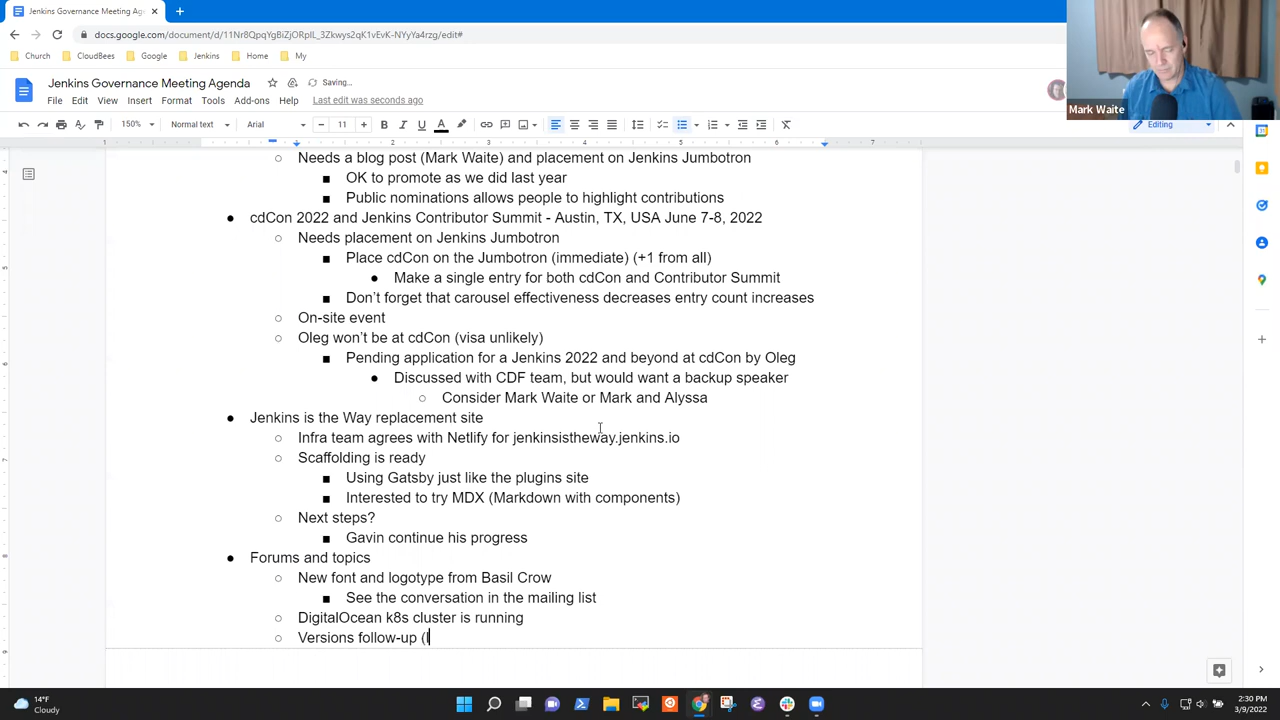 Jenkins Governance Meeting Age
docs.google.com/document/d/11Nr8QpqYgBiZjORpIL_3Zkwys2qK1vEvK-NYyYa4rzg/edit#
Church
CloudBees
Google
Jenkins
Home
My
Jenkins Governance Meeting Agenda
Saving...
File Edit View Insert Format Tools Add-ons Help Last edit was seconds ago
150% Normal text Arial 11 Editing
Mark Waite
1 2 3 4 5 6 7
○ Needs a blog post (Mark Waite) and placement on Jenkins Jumbotron
■ OK to promote as we did last year
■ Public nominations allows people to highlight contributions
● cdCon 2022 and Jenkins Contributor Summit - Austin, TX, USA June 7-8, 2022
○ Needs placement on Jenkins Jumbotron
■ Place cdCon on the Jumbotron (immediate) (+1 from all)
● Make a single entry for both cdCon and Contributor Summit
■ Don't forget that carousel effectiveness decreases entry count increases
○ On-site event
○ Oleg won't be at cdCon (visa unlikely)
■ Pending application for a Jenkins 2022 and beyond at cdCon by Oleg
● Discussed with CDF team, but would want a backup speaker
○ Consider Mark Waite or Mark and Alyssa
● Jenkins is the Way replacement site
○ Infra team agrees with Netlify for jenkinsistheway.jenkins.io
○ Scaffolding is ready
■ Using Gatsby just like the plugins site
■ Interested to try MDX (Markdown with components)
○ Next steps?
■ Gavin continue his progress
● Forums and topics
○ New font and logotype from Basil Crow
■ See the conversation in the mailing list
○ DigitalOcean k8s cluster is running
○ Versions follow-up (I
14°F
Cloudy
2:30 PM
3/9/2022